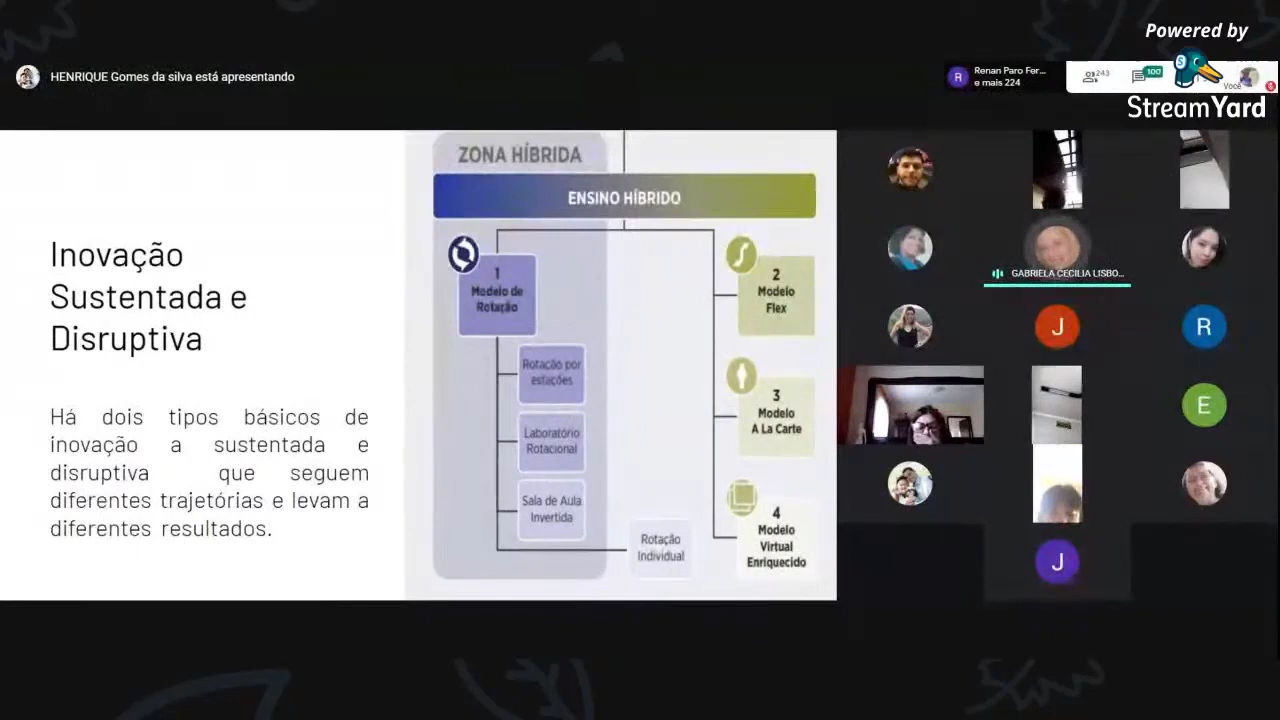 Powered by
StreamYard
HENRIQUE Gomes da silva está apresentando
R
Renan Paro Fer...
e mais 224
243
100
Você
Inovação
Sustentada e
Disruptiva
Há dois tipos básicos de
inovação a sustentada e
disruptiva que seguem
diferentes trajetórias e levam a
diferentes resultados.
ZONA HÍBRIDA
ENSINO HÍBRIDO
1
Modelo de
Rotação
Rotação por
estações
Laboratório
Rotacional
Sala de Aula
Invertida
Rotação
Individual
2
Modelo
Flex
3
Modelo
A La Carte
4
Modelo
Virtual
Enriquecido
GABRIELA CECILIA LISBO...
J
R
E
J